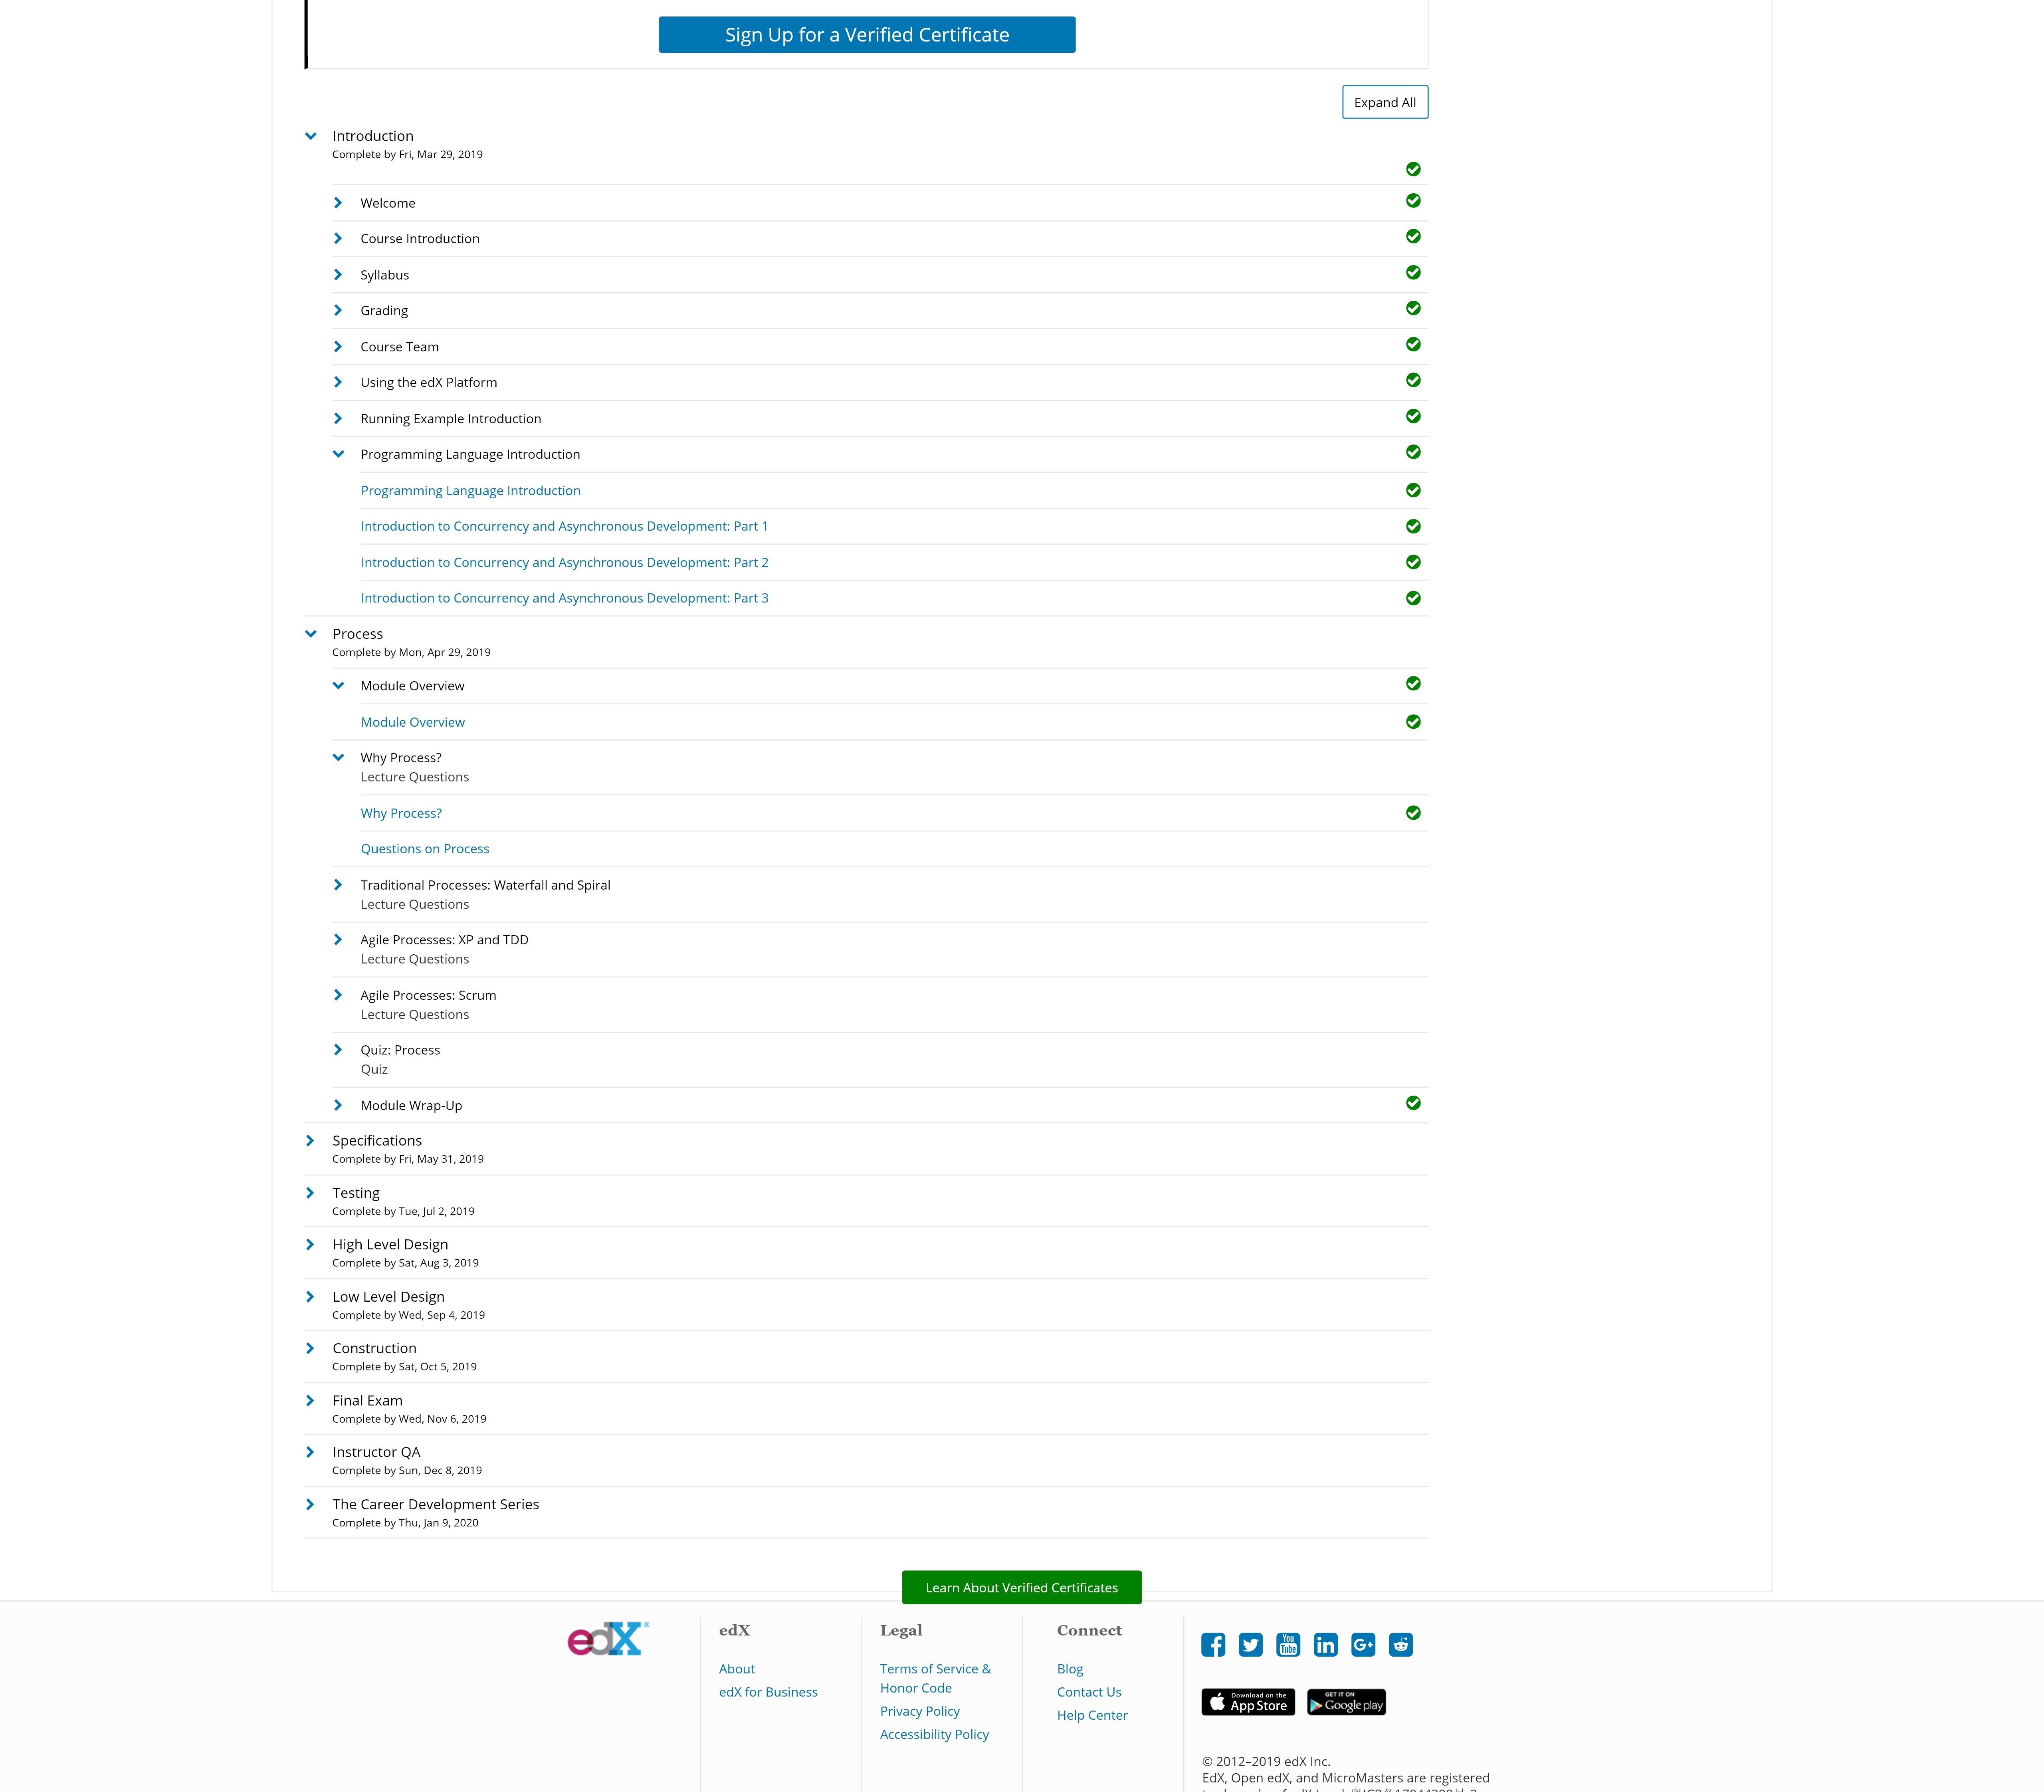 Sign Up for a Verified Certificate
Expand All
Introduction
Complete by Fri, Mar 29, 2019
Welcome
Course Introduction
Syllabus
Grading
Course Team
Using the edX Platform
Running Example Introduction
Programming Language Introduction
Programming Language Introduction
Introduction to Concurrency and Asynchronous Development: Part 1
Introduction to Concurrency and Asynchronous Development: Part 2
Introduction to Concurrency and Asynchronous Development: Part 3
Process
Complete by Mon, Apr 29, 2019
Module Overview
Module Overview
Why Process?
Lecture Questions
Why Process?
Questions on Process
Traditional Processes: Waterfall and Spiral
Lecture Questions
Agile Processes: XP and TDD
Lecture Questions
Agile Processes: Scrum
Lecture Questions
Quiz: Process
Quiz
Module Wrap-Up
Specifications
Complete by Fri, May 31, 2019
Testing
Complete by Tue, Jul 2, 2019
High Level Design
Complete by Sat, Aug 3, 2019
Low Level Design
Complete by Wed, Sep 4, 2019
Construction
Complete by Sat, Oct 5, 2019
Final Exam
Complete by Wed, Nov 6, 2019
Instructor QA
Complete by Sun, Dec 8, 2019
The Career Development Series
Complete by Thu, Jan 9, 2020
Learn About Verified Certificates
edX
edX
About
edX for Business
Legal
Terms of Service &
Honor Code
Privacy Policy
Accessibility Policy
Connect
Blog
Contact Us
Help Center
You
Tube
in
G+
Download on the
App Store
GET IT ON
Google play
© 2012–2019 edX Inc.
EdX, Open edX, and MicroMasters are registered